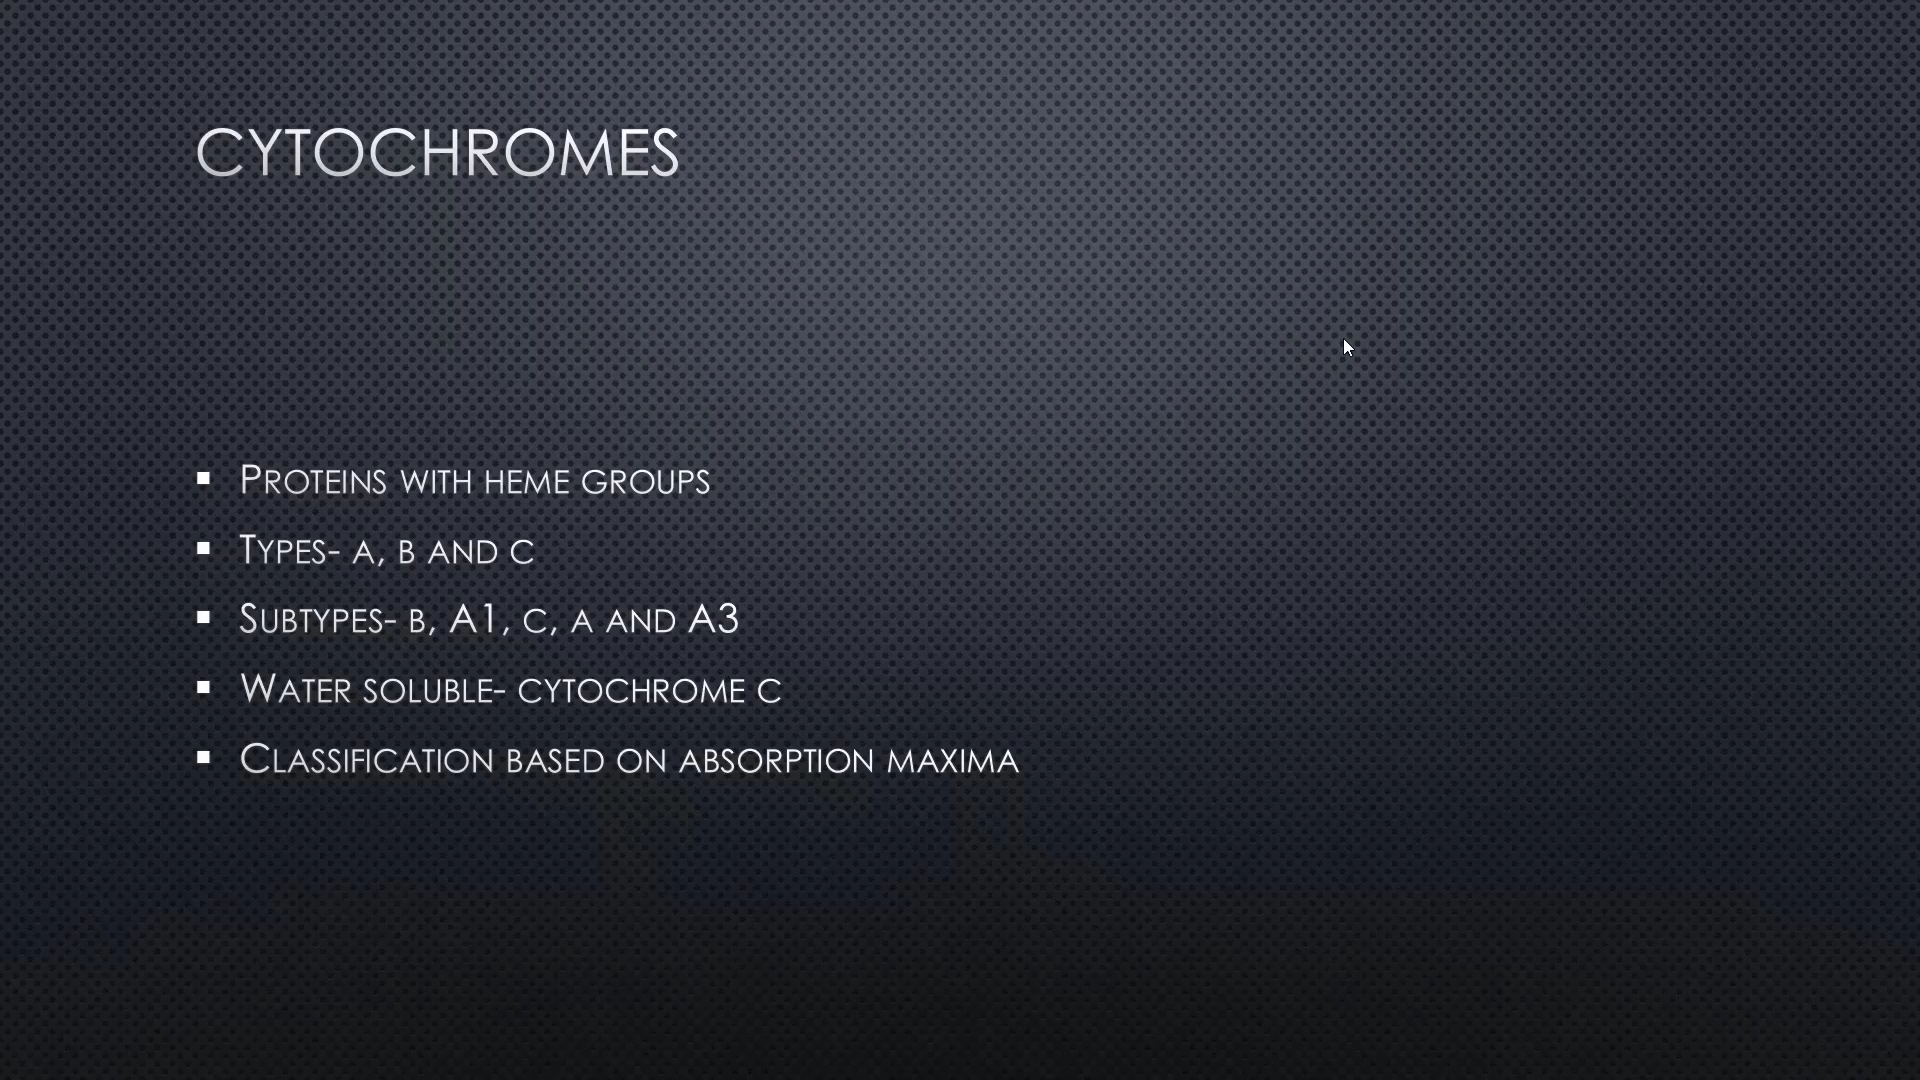 CYTOCHROMES
▪ PROTEINS WITH HEME GROUPS
▪ TYPES- A, B AND C
▪ SUBTYPES- B, A1, C, A AND A3
▪ WATER SOLUBLE- CYTOCHROME C
▪ CLASSIFICATION BASED ON ABSORPTION MAXIMA